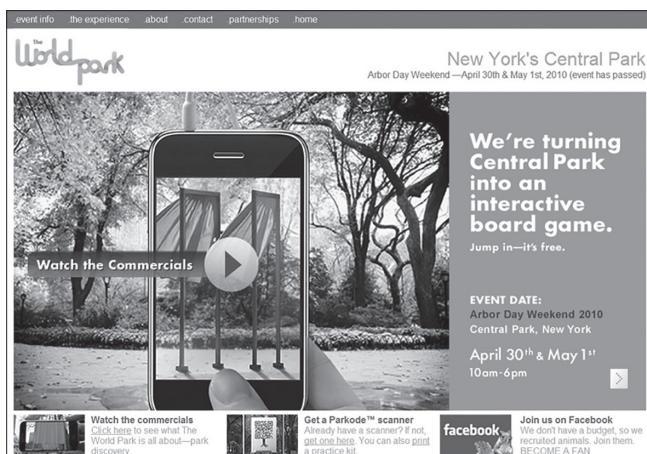 .event info .the experience .about .contact .partnerships .home
The World park
New York's Central Park
Arbor Day Weekend —April 30th & May 1st, 2010 (event has passed)
We're turning
Central Park
into an
interactive
board game.
Jump in—it's free.
Watch the Commercials
EVENT DATE:
Arbor Day Weekend 2010
Central Park, New York
April 30th & May 1st
10am-6pm
Watch the commercials
Click here to see what The
World Park is all about—park
discovery
Get a Parkode™ scanner
Already have a scanner? If not,
get one here. You can also print
a practice kit
facebook
Join us on Facebook
We don't have a budget, so we
recruited animals. Join them.
BECOME A FAN